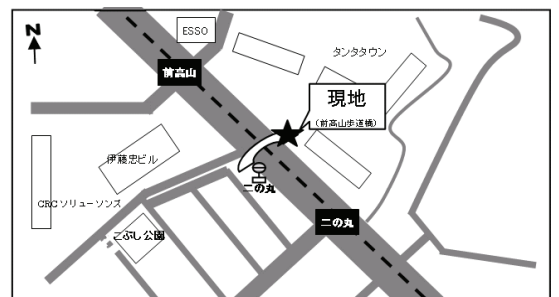 N
ESSO
タンタタウン
前高山
現地
(前高山歩道橋)
伊藤忠ビル
二の丸
CRCソリューソンズ
二の丸
こぶし公園